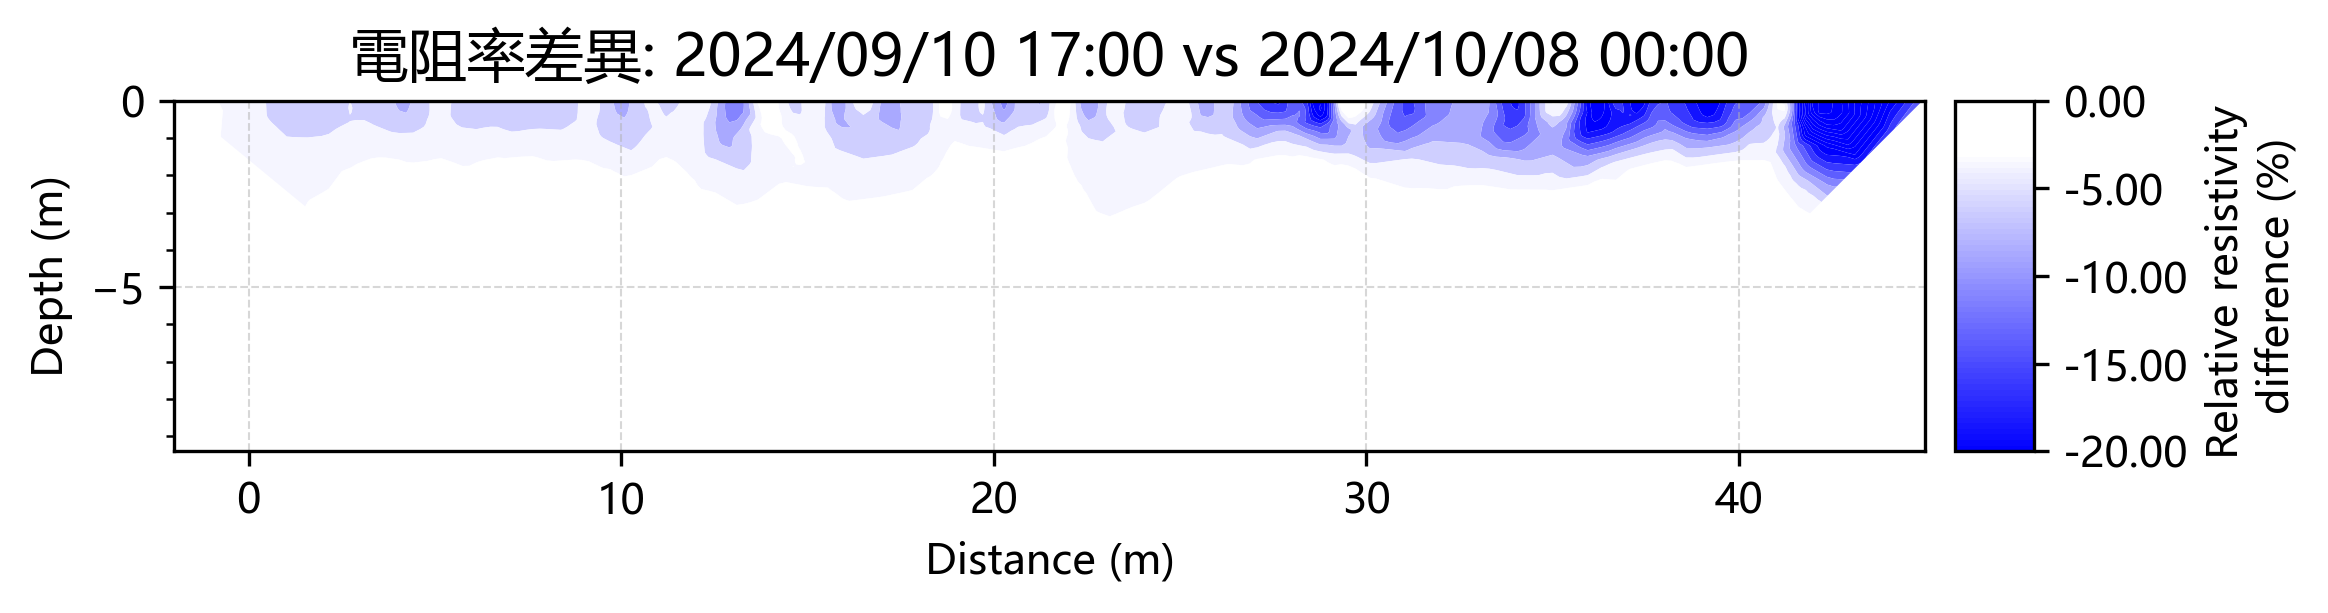 電阻率差異: 2024/09/10 17:00 vs 2024/10/08 00:00
0
−5
Depth (m)
0
10
20
30
40
Distance (m)
0.00
-5.00
-10.00
-15.00
-20.00
Relative resistivity
difference (%)